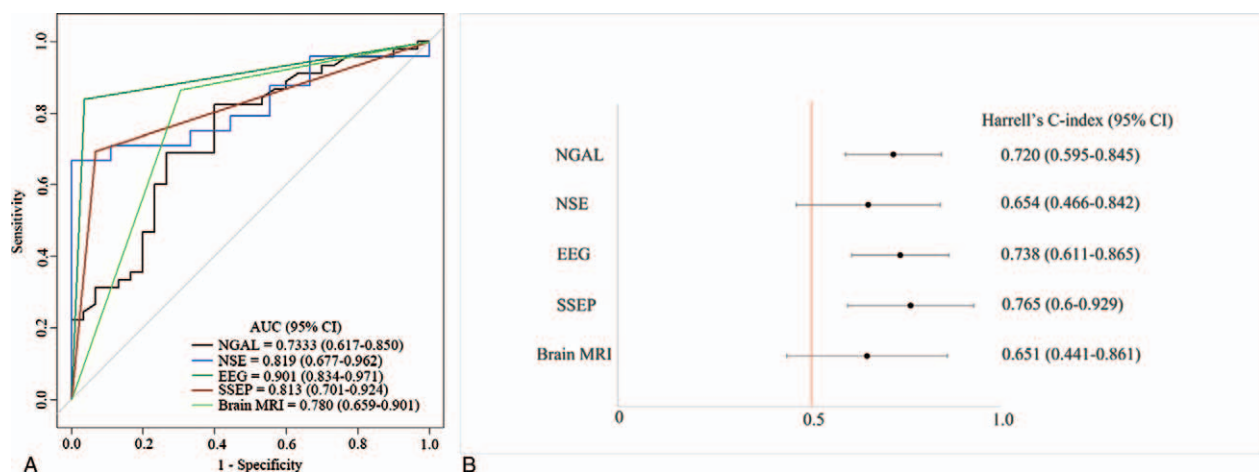 1.0
0.8
0.6
0.4
0.2
0.0
Sensitivity
AUC (95% CI)
NGAL = 0.7333 (0.617-0.850)
NSE = 0.819 (0.677-0.962)
EEG = 0.901 (0.834-0.971)
SSEP = 0.813 (0.701-0.924)
Brain MRI = 0.780 (0.659-0.901)
0.0 0.2 0.4 0.6 0.8 1.0
1 - Specificity
A
Harrell's C-index (95% CI)
NGAL 0.720 (0.595-0.845)
NSE 0.654 (0.466-0.842)
EEG 0.738 (0.611-0.865)
SSEP 0.765 (0.6-0.929)
Brain MRI 0.651 (0.441-0.861)
0 0.5 1.0
B